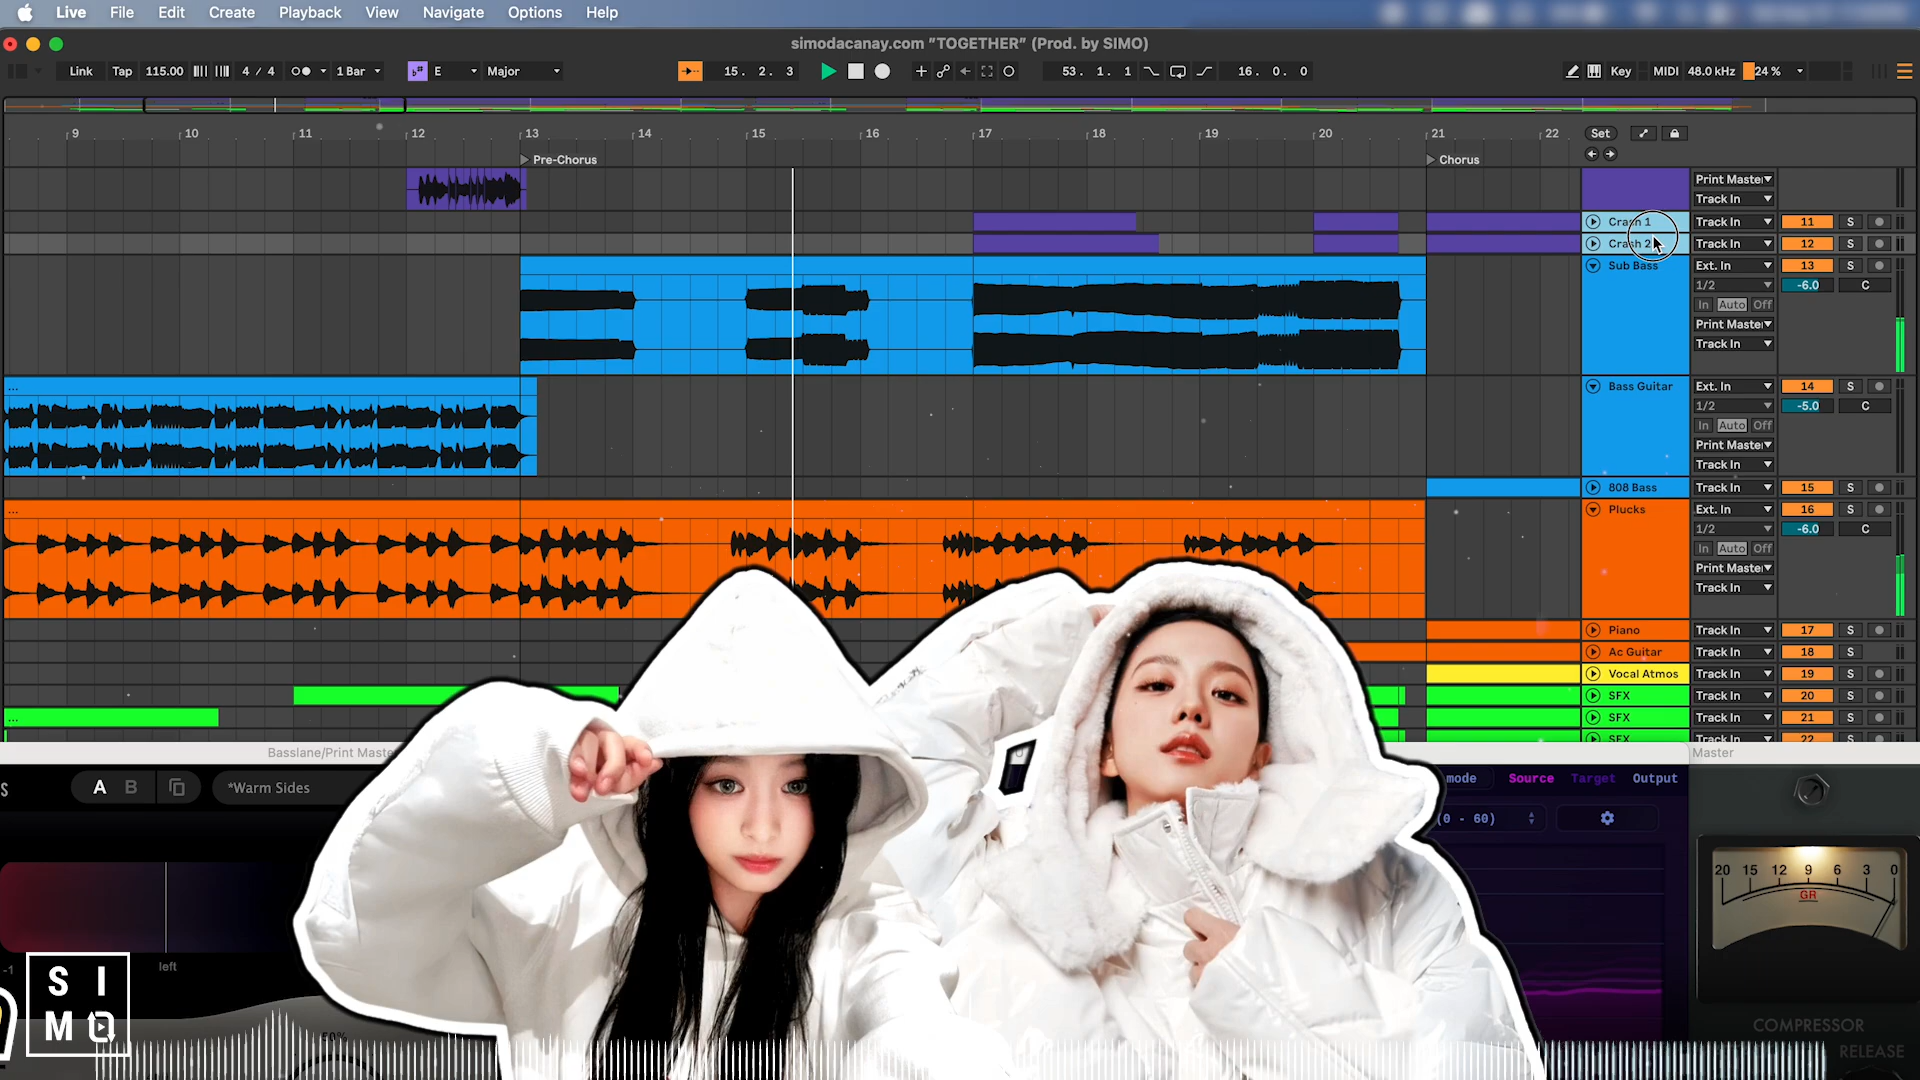 Live File Edit Create Playback View Navigate Options Help
simodacanay.com "TOGETHER" (Prod. by SIMO)
Link Tap 115.00 4 / 4 1 Bar E Major 15. 2. 3 53. 1. 1 16. 0. 0 Key MIDI 48.0 kHz 24 %
9 10 11 12 13 14 15 16 17 18 19 20 21 22 Set
Pre-Chorus Chorus
Print Master
Track In
Crash 1 Track In 11 S
Crash 2 Track In 12 S
Sub Bass Ext. In 13 S
1/2 -6.0 C
In Auto Off
Print Master
Track In
... Bass Guitar Ext. In 14 S
1/2 -5.0 C
In Auto Off
Print Master
Track In
808 Bass Track In 15 S
... Plucks Ext. In 16 S
1/2 -6.0 C
In Auto Off
Print Master
Track In
Piano Track In 17 S
Ac Guitar Track In 18 S
Vocal Atmos Track In 19 S
SFX Track In 20 S
... SFX Track In 21 S
SFX Track In 22 S
Basslane/Print Maste Master
S A B *Warm Sides mode Source Target Output
(0 - 60)
20 15 12 9 6 3 0
GR
-1 left
SI
MO
50%
COMPRESSOR
RELEASE